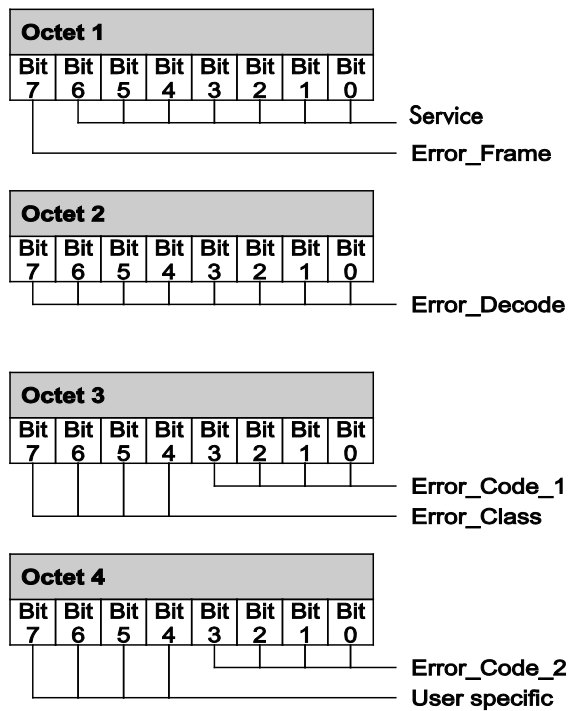 Octet 1
Bit Bit Bit Bit Bit Bit Bit Bit
7 6 5 4 3 2 1 0
Service
Error_Frame
Octet 2
Bit Bit Bit Bit Bit Bit Bit Bit
7 6 5 4 3 2 1 0
Error_Decode
Octet 3
Bit Bit Bit Bit Bit Bit Bit Bit
7 6 5 4 3 2 1 0
Error_Code_1
Error_Class
Octet 4
Bit Bit Bit Bit Bit Bit Bit Bit
7 6 5 4 3 2 1 0
Error_Code_2
User specific